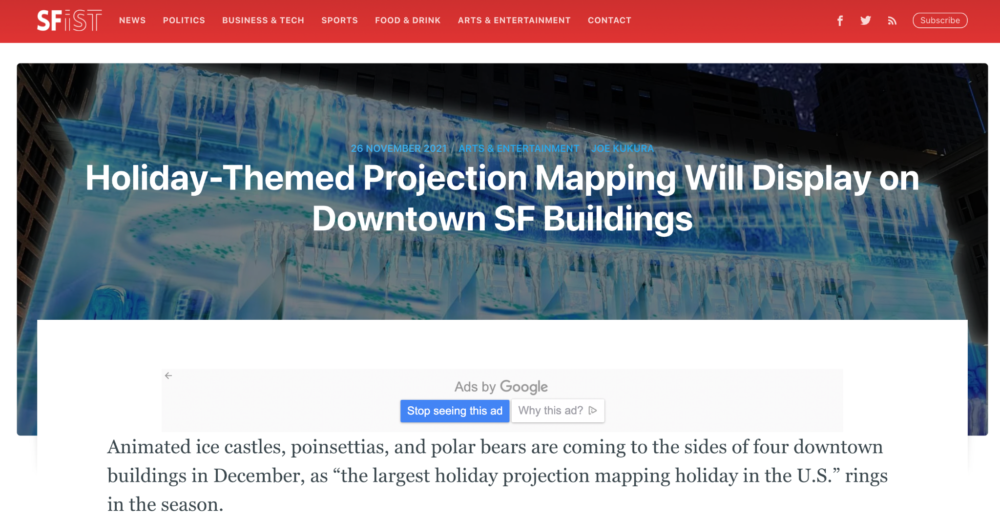 SFiST NEWS POLITICS BUSINESS & TECH SPORTS FOOD & DRINK ARTS & ENTERTAINMENT CONTACT Subscribe
26 NOVEMBER 2021 / ARTS & ENTERTAINMENT / JOE KUKURA
Holiday-Themed Projection Mapping Will Display on
Downtown SF Buildings
Ads by Google
Stop seeing this ad Why this ad?
Animated ice castles, poinsettias, and polar bears are coming to the sides of four downtown
buildings in December, as “the largest holiday projection mapping holiday in the U.S.” rings
in the season.